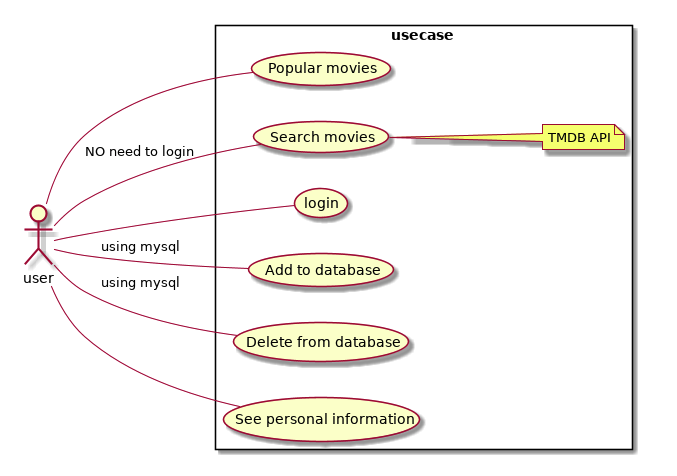 usecase
Popular movies
Search movies
TMDB API
NO need to login
login
using mysql
Add to database
using mysql
user
Delete from database
See personal information